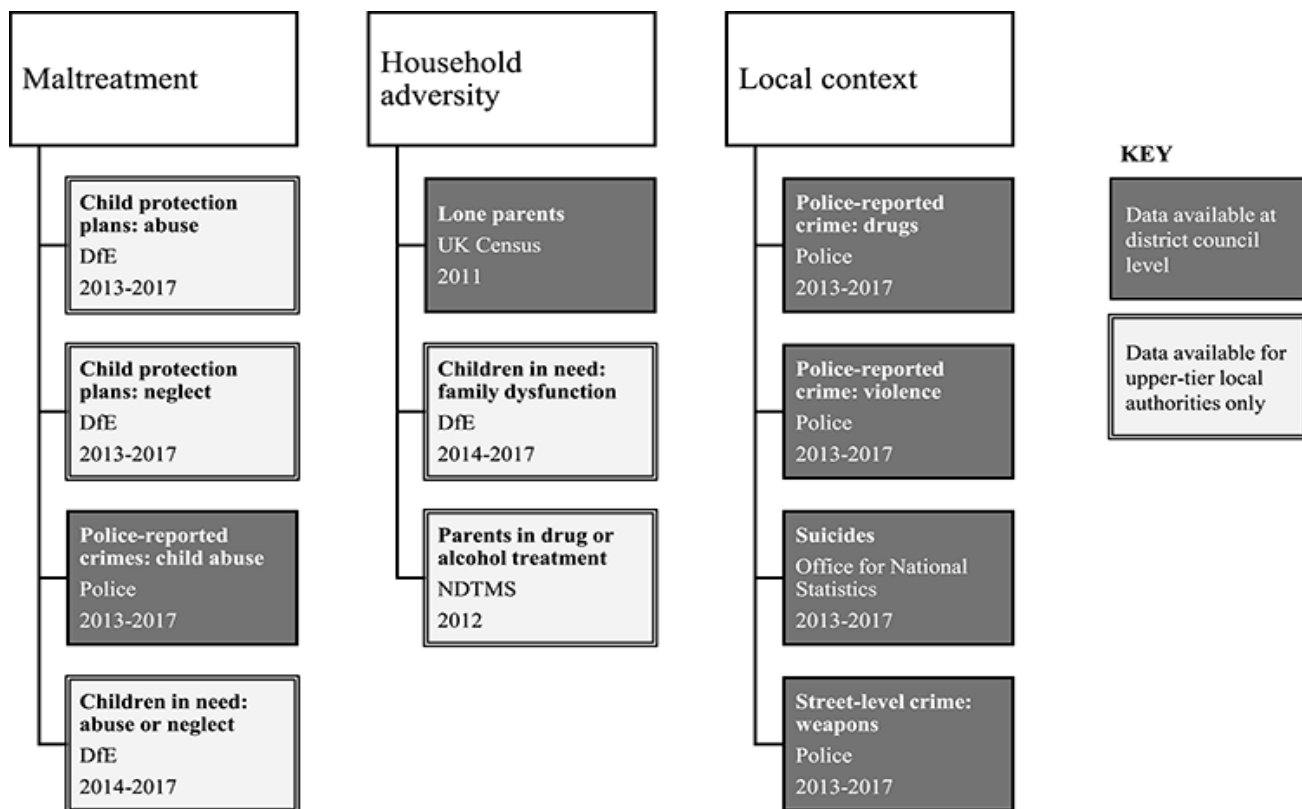 Maltreatment
Child protection
plans: abuse
DfE
2013-2017
Child protection
plans: neglect
DfE
2013-2017
Police-reported
crimes: child abuse
Police
2013-2017
Children in need:
abuse or neglect
DfE
2014-2017
Household
adversity
Lone parents
UK Census
2011
Children in need:
family dysfunction
DfE
2014-2017
Parents in drug or
alcohol treatment
NDTMS
2012
Local context
Police-reported
crime: drugs
Police
2013-2017
Police-reported
crime: violence
Police
2013-2017
Suicides
Office for National
Statistics
2013-2017
Street-level crime:
weapons
Police
2013-2017
KEY
Data available at
district council
level
Data available for
upper-tier local
authorities only